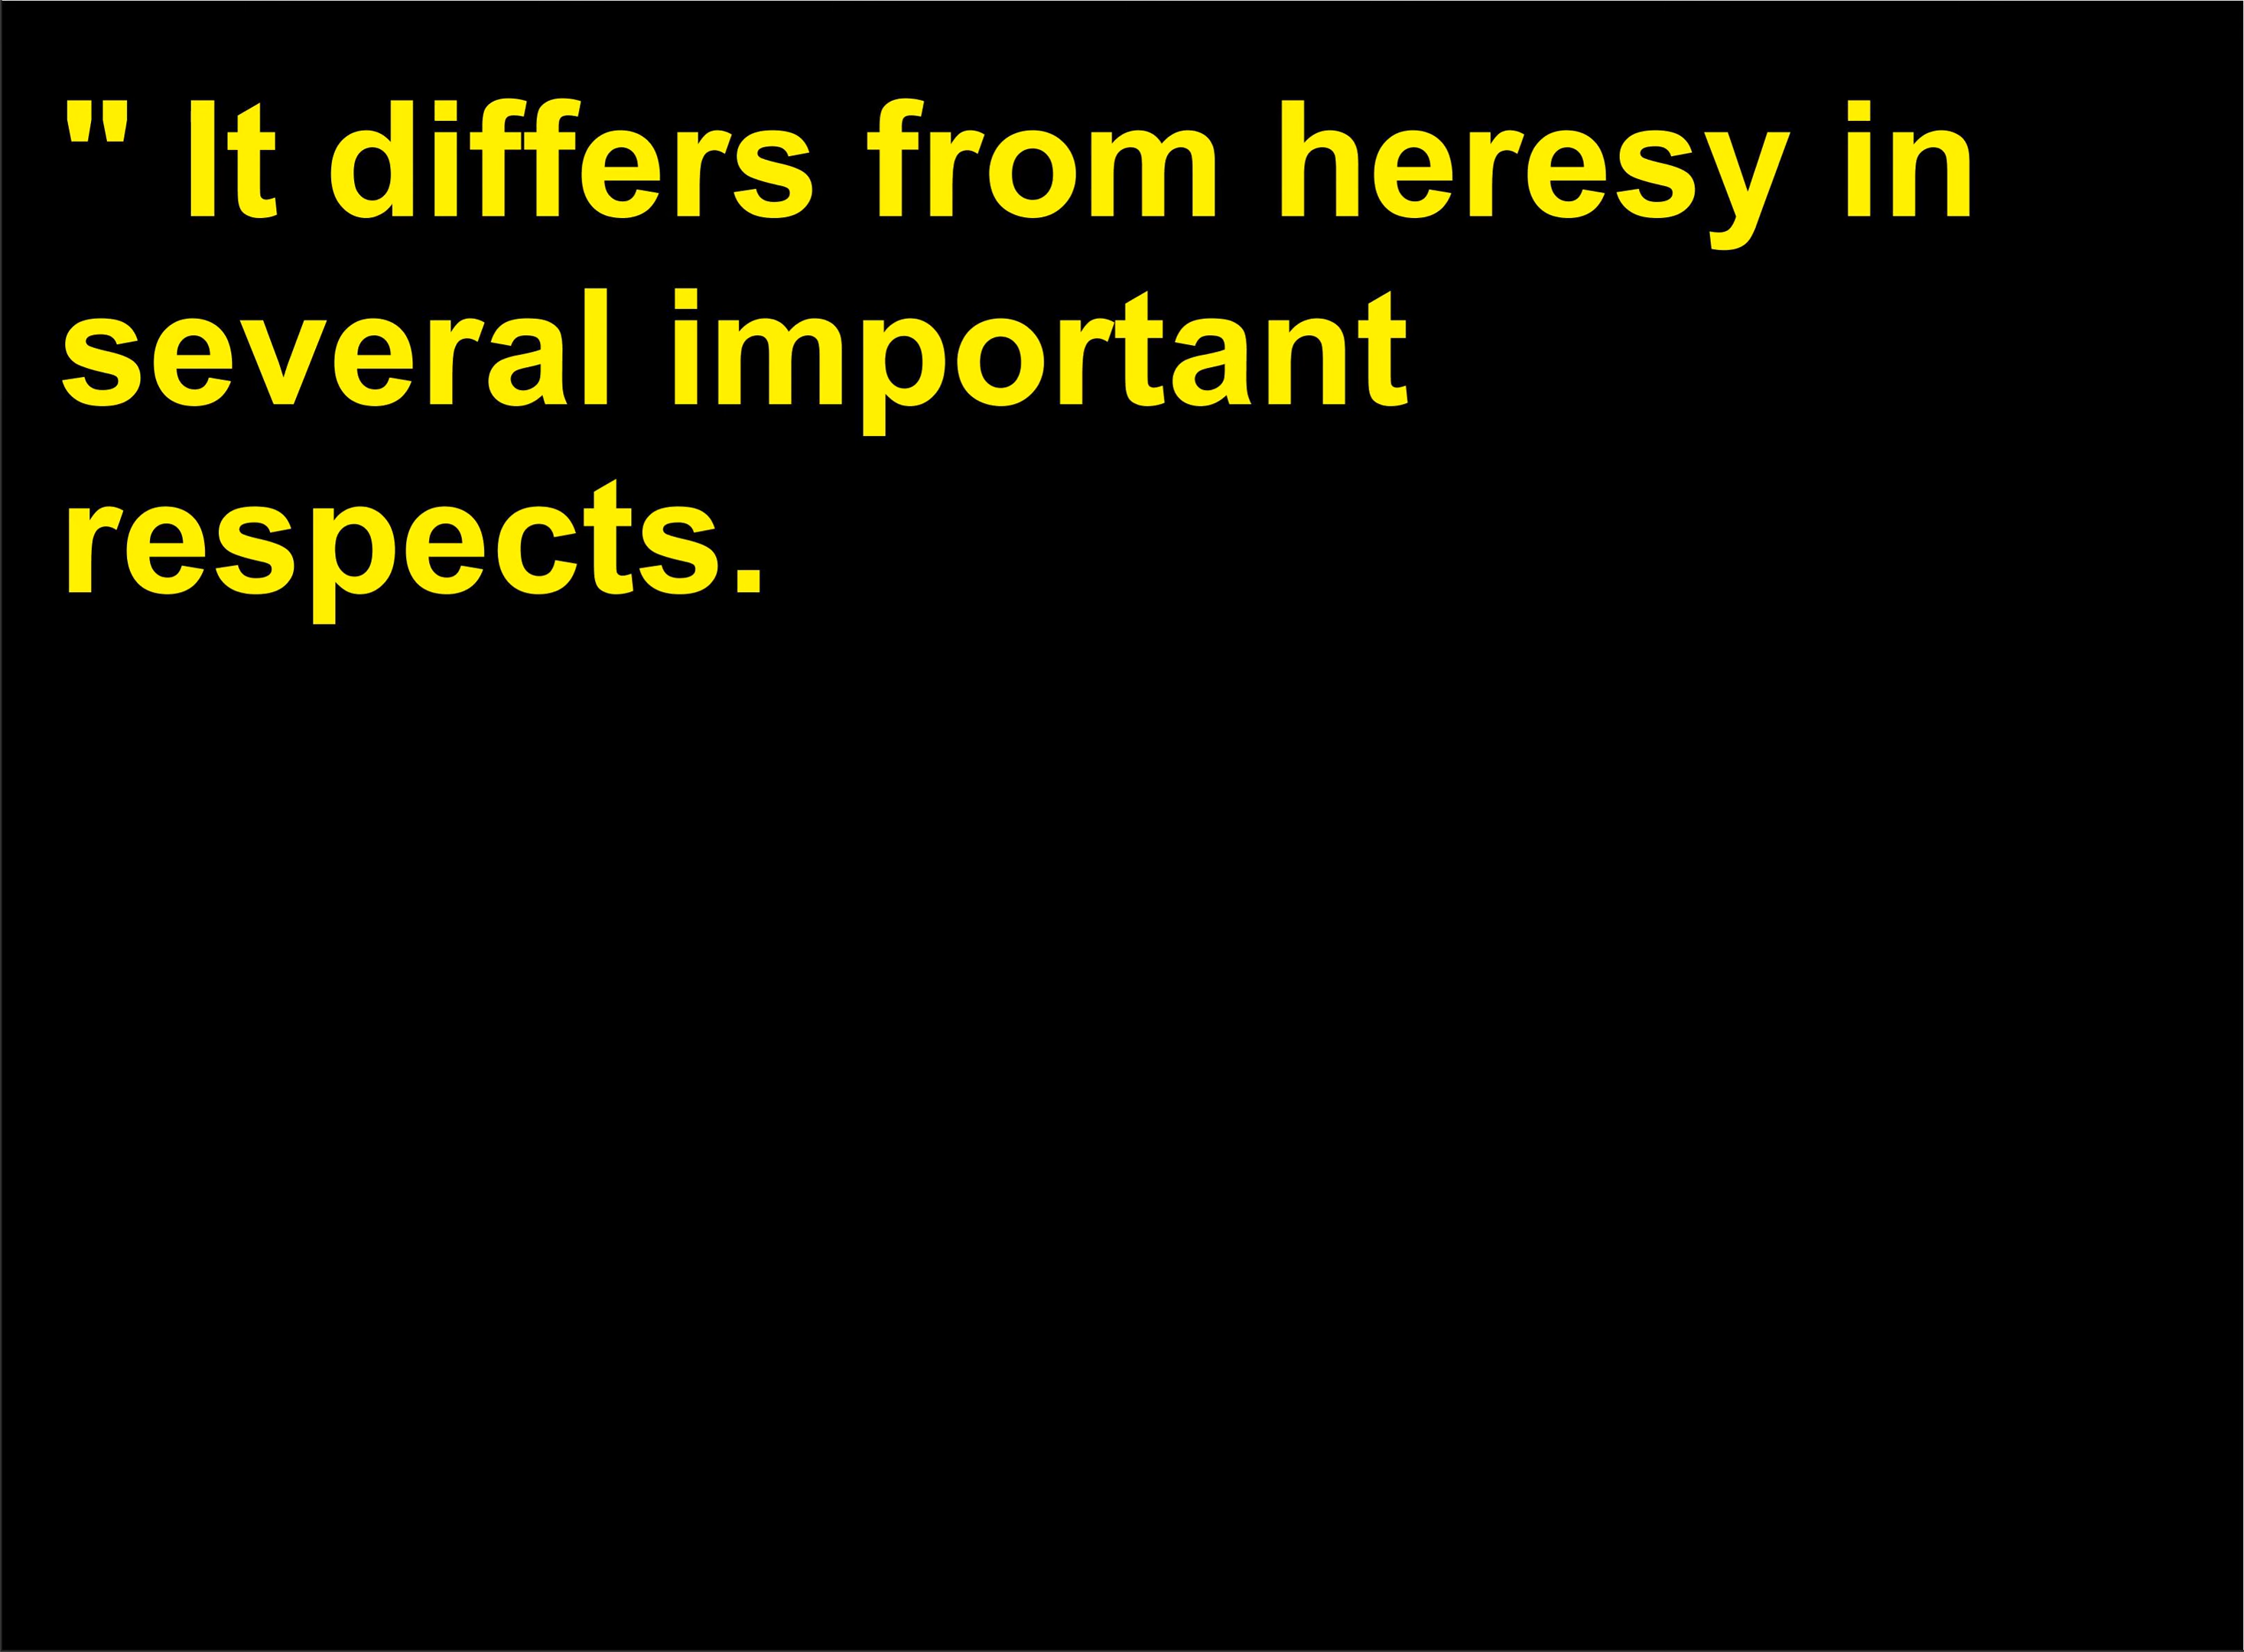 " It differs from heresy in
several important
respects.